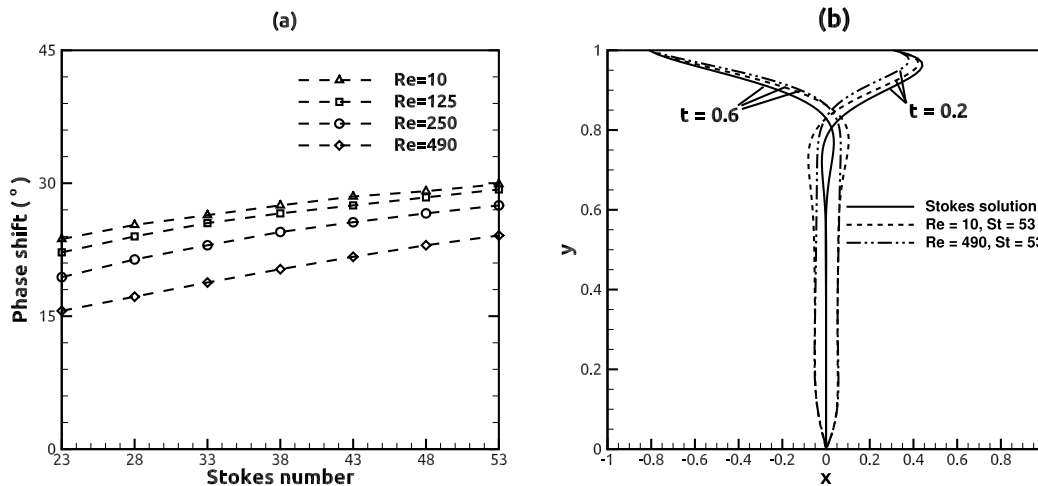 (a)
45
30
15
0
Phase shift ( ° )
Re=10
Re=125
Re=250
Re=490
23 28 33 38 43 48 53
Stokes number
(b)
1
0.8
0.6
0.4
0.2
0
y
t = 0.6
t = 0.2
Stokes solution
Re = 10, St = 53
Re = 490, St = 53
-1 -0.8 -0.6 -0.4 -0.2 0 0.2 0.4 0.6 0.8
x